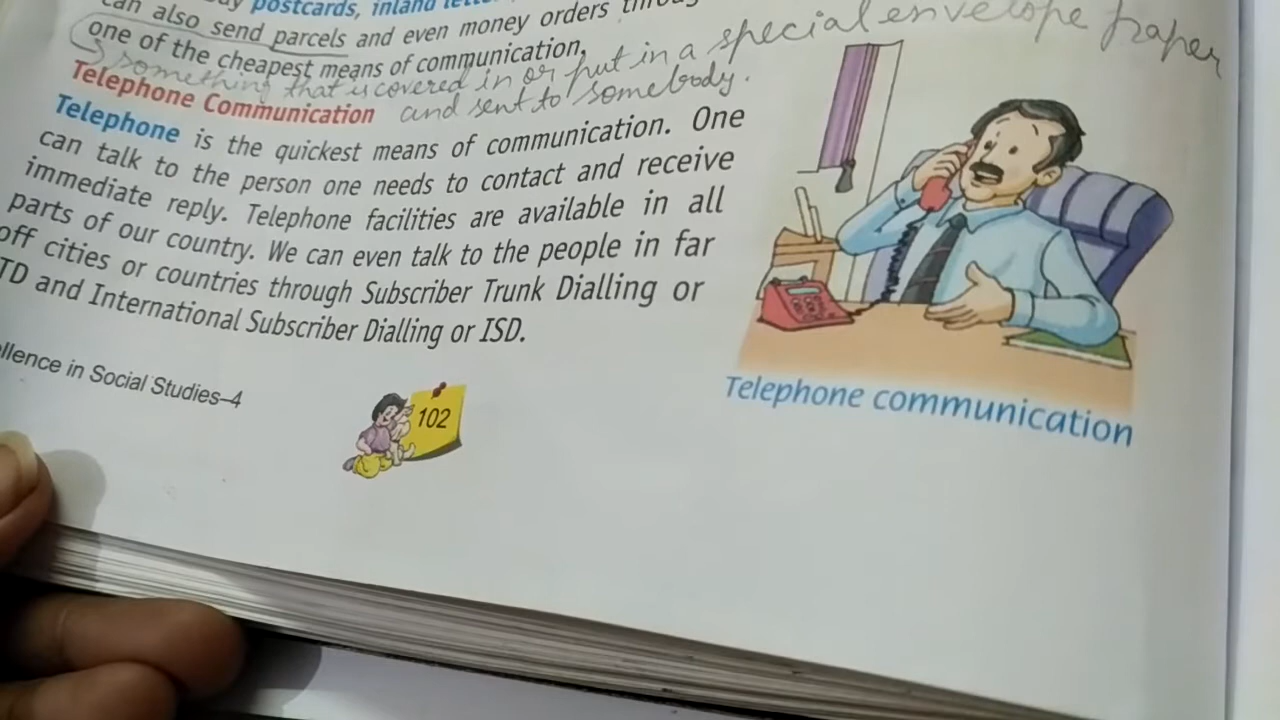 postcards, inland
can also send parcels and even money orders
one of the cheapest means of communication.
something that is covered in or put in a special envelope paper
and sent to somebody.
Telephone Communication
Telephone is the quickest means of communication. One
can talk to the person one needs to contact and receive
immediate reply. Telephone facilities are available in all
parts of our country. We can even talk to the people in far
off cities or countries through Subscriber Trunk Dialling or
TD and International Subscriber Dialling or ISD.
Telephone communication
llence in Social Studies–4
102